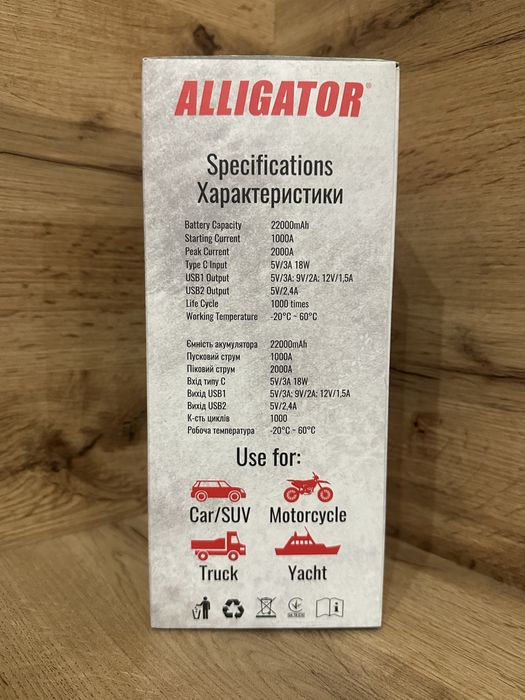 ALLIGATOR®
Specifications
Характеристики
Battery Capacity 22000mAh
Starting Current 1000A
Peak Current 2000A
Type C Input 5V/3A 18W
USB1 Output 5V/3A; 9V/2A; 12V/1,5A
USB2 Output 5V/2,4A
Life Cycle 1000 times
Working Temperature -20°C ~ 60°C
Ємність акумулятора 22000mAh
Пусковий струм 1000A
Піковий струм 2000A
Вхід типу C 5V/3A 18W
Вихід USB1 5V/3A; 9V/2A; 12V/1,5A
Вихід USB2 5V/2,4A
К-сть циклів 1000
Робоча температура -20°C ~ 60°C
Use for:
Car/SUV Motorcycle
Truck Yacht